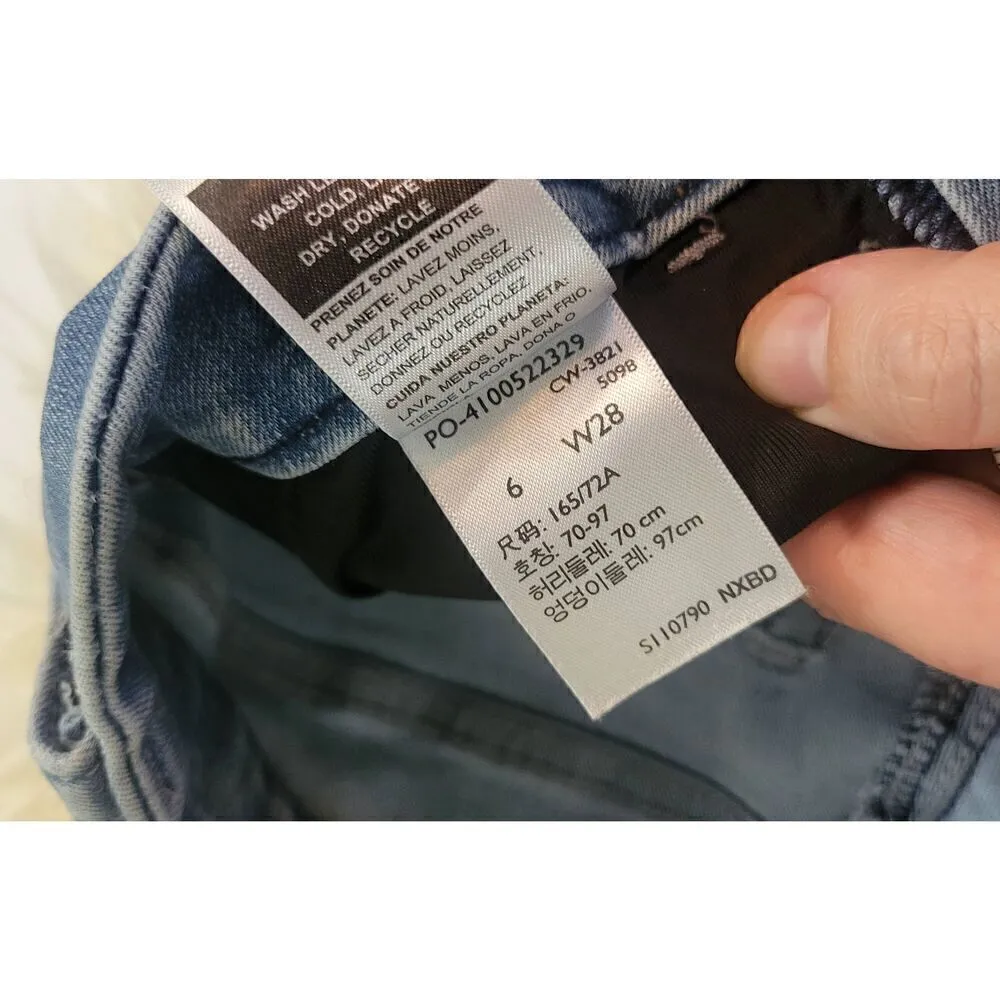 WASH
COLD,
DRY, DONATE
RECYCLE
PRENEZ SOIN DE NOTRE
PLANETE: LAVEZ MOINS,
LAVEZ A FROID, LAISSEZ
SECHER NATURELLEMENT,
DONNEZ OU RECYCLEZ
CUIDA NUESTRO PLANETA:
LAVA MENOS, LAVA EN FRIO,
TIENDE LA ROPA, DONA O
PO-4100522329
CW-3821
5098
6 W28
尺码: 165/72A
호칭- 70-97
허리둘레: 70 cm
엉덩이둘레: 97cm
S110790 NXBD